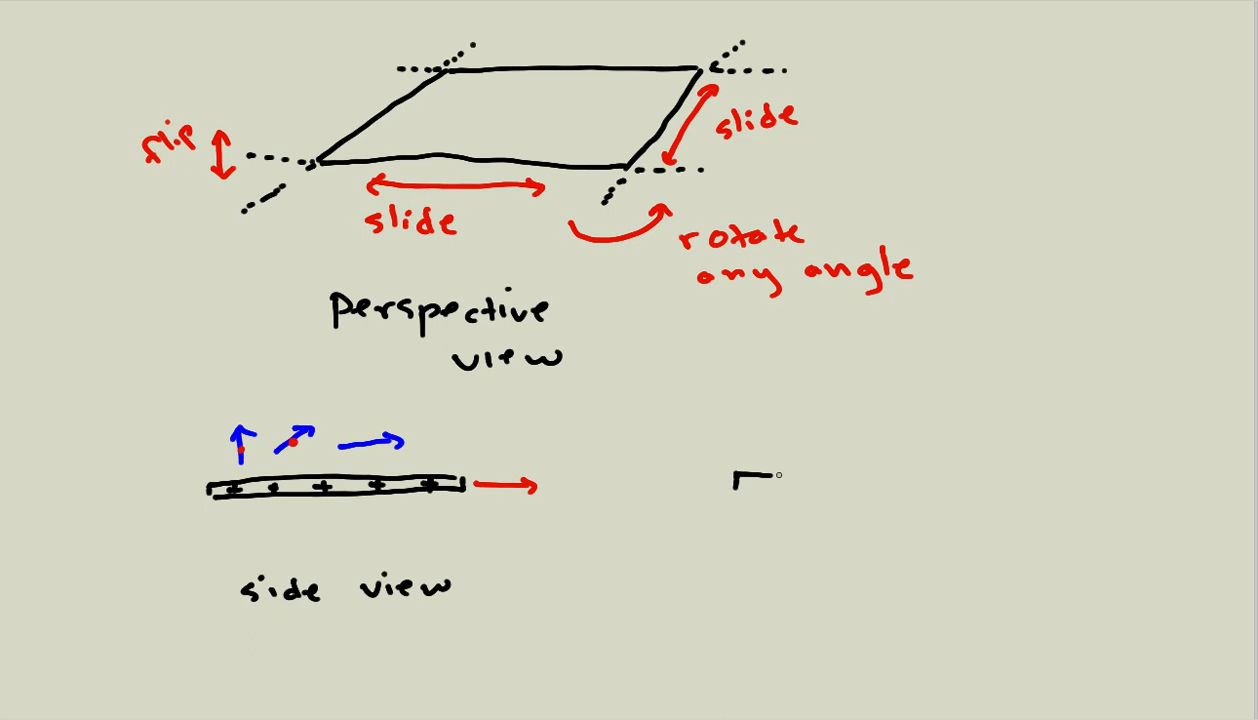 slide
flip
slide
rotate
any angle
perspective
view
+ + + + +
side view